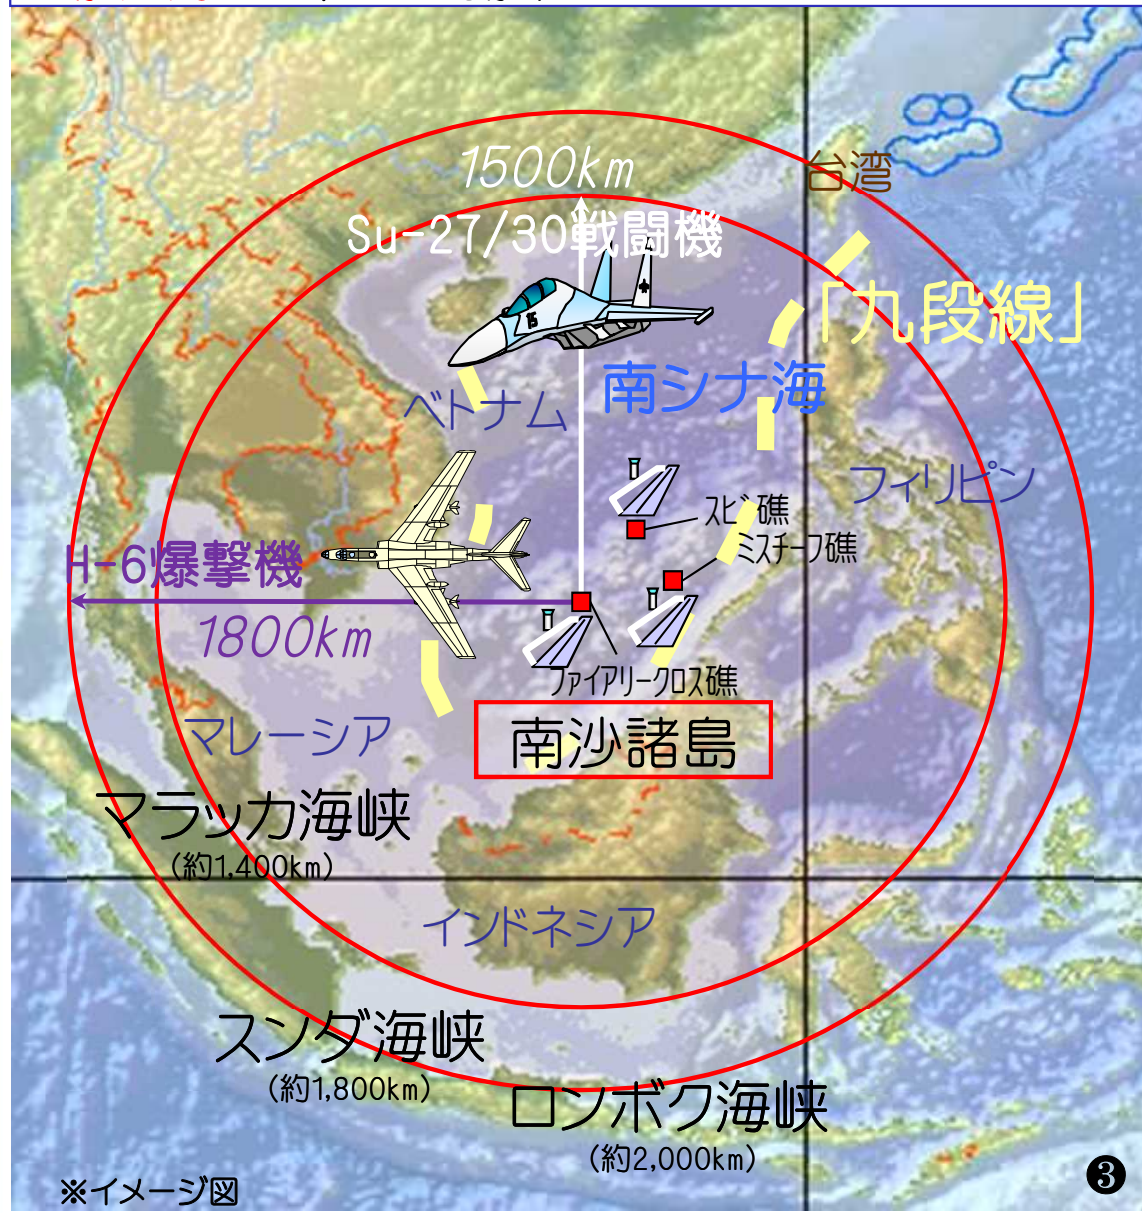 1500km
台湾
Su-27/30戦闘機
「九段線」
南シナ海
ベトナム
フィリピン
スビ礁
ミスチーフ礁
H-6爆撃機
1800km
ファイアリークロス礁
南沙諸島
マレーシア
マラッカ海峡
(約1,400km)
インドネシア
スンダ海峡
(約1,800km)
ロンボク海峡
(約2,000km)
※イメージ図
❸